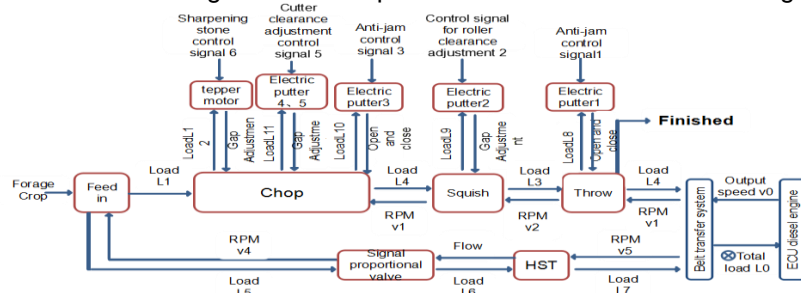 Sharpening
stone
control
signal 6
Cutter
clearance
adjustment
control
signal 5
Anti-jam
control
signal 3
Control signal
for roller
clearance
adjustment 2
Anti-jam
control
signal1
tepper
motor
Electric
putter
4、5
Electric
putter3
Electric
putter2
Electric
putter1
LoadL1
2
Gap
Adjustmen
LoadL11
Gap
Adjustme
LoadL10
Open
and
close
LoadL9
Gap
Adjustme
nt
LoadL8
Open and
close
Finished
Forage
Crop
Feed
in
Load
L1
Chop
Load
L4
RPM
v1
Squish
Load
L3
RPM
v2
Throw
Load
L4
RPM
v1
Belt transfer system
Output
speed v0
Total
load L0
ECU diesel engine
RPM
v4
Load
L5
Signal
proportional
valve
Flow
Load
L6
HST
RPM
v5
Load
L7